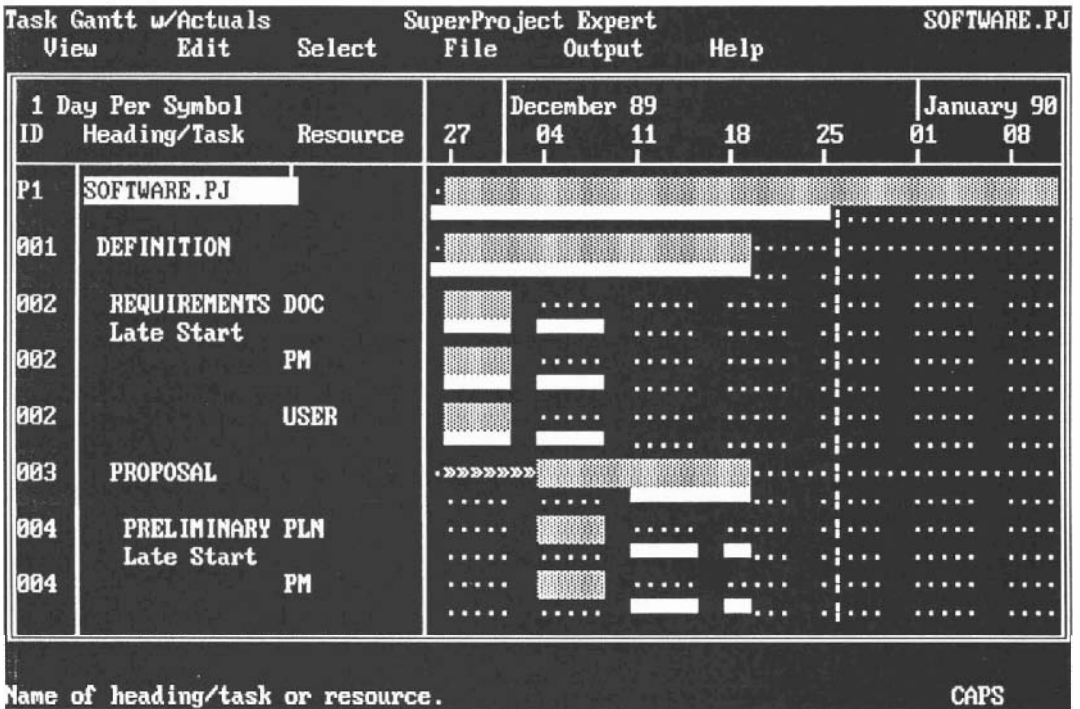 Task Gantt w/Actuals SuperProject Expert SOFTWARE.PJ
View Edit Select File Output Help
1 Day Per Symbol December 89 January 90
ID Heading/Task Resource 27 04 11 18 25 01 08
P1 SOFTWARE.PJ
001 DEFINITION
002 REQUIREMENTS DOC
Late Start
002 PM
002 USER
003 PROPOSAL
004 PRELIMINARY PLN
Late Start
004 PM
Name of heading/task or resource. CAPS